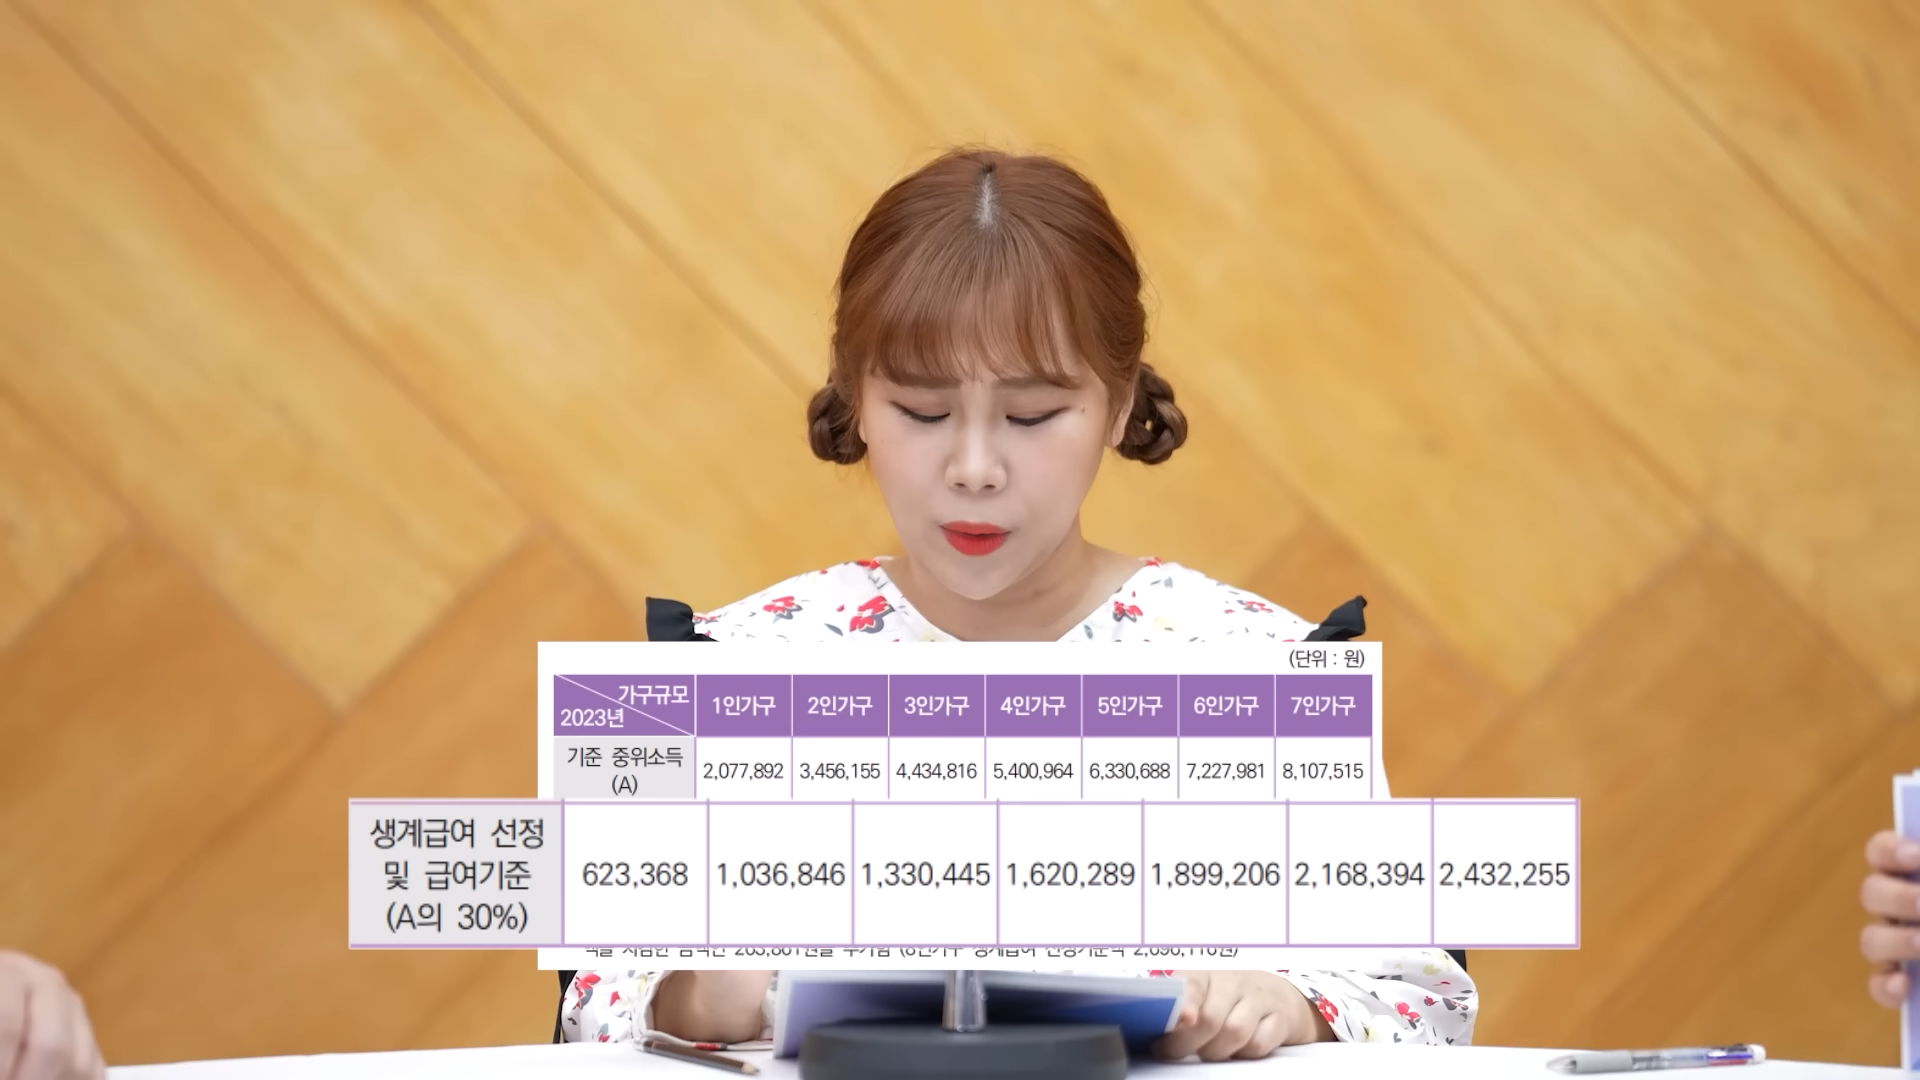 (단위 : 원)
가구규모
2023년
1인가구 2인가구 3인가구 4인가구 5인가구 6인가구 7인가구
기준 중위소득
(A)
2,077,892 3,456,155 4,434,816 5,400,964 6,330,688 7,227,981 8,107,515
생계급여 선정
및 급여기준
(A의 30%)
623,368 1,036,846 1,330,445 1,620,289 1,899,206 2,168,394 2,432,255